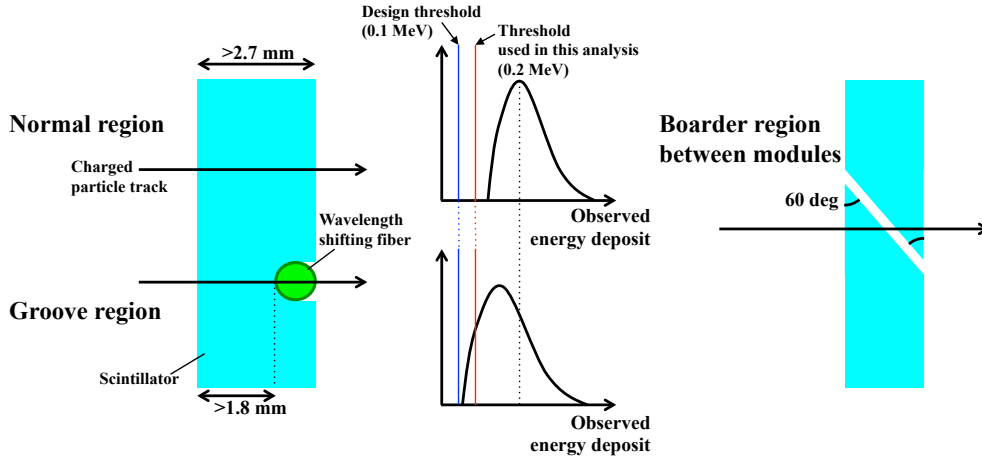 >2.7 mm
Normal region
Charged
particle track
Wavelength
shifting fiber
Groove region
Scintillator
>1.8 mm
Design threshold
(0.1 MeV)
Threshold
used in this analysis
(0.2 MeV)
Observed
energy deposit
Observed
energy deposit
Boarder region
between modules
60 deg